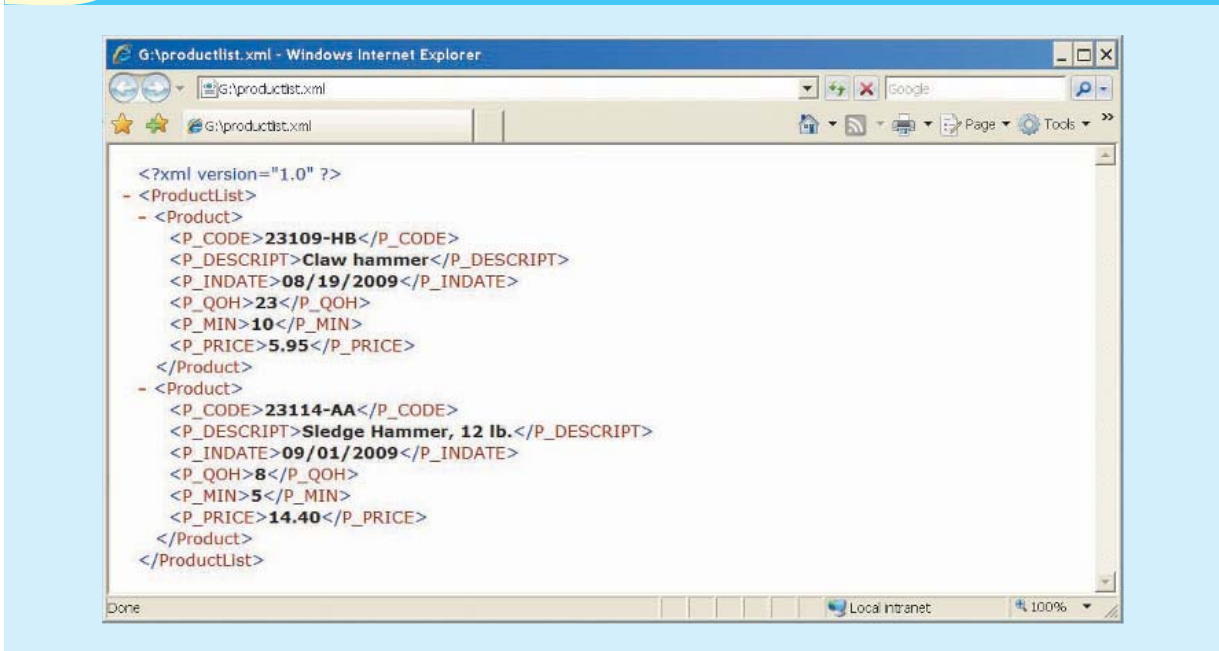 G:\productlist.xml - Windows Internet Explorer
G:\productlist.xml
Google
G:\productlist.xml
Page
Tools
<?xml version="1.0" ?>
- <ProductList>
- <Product>
<P_CODE>23109-HB</P_CODE>
<P_DESCRIPT>Claw hammer</P_DESCRIPT>
<P_INDATE>08/19/2009</P_INDATE>
<P_QOH>23</P_QOH>
<P_MIN>10</P_MIN>
<P_PRICE>5.95</P_PRICE>
</Product>
- <Product>
<P_CODE>23114-AA</P_CODE>
<P_DESCRIPT>Sledge Hammer, 12 lb.</P_DESCRIPT>
<P_INDATE>09/01/2009</P_INDATE>
<P_QOH>8</P_QOH>
<P_MIN>5</P_MIN>
<P_PRICE>14.40</P_PRICE>
</Product>
</ProductList>
Done
Local intranet
100%